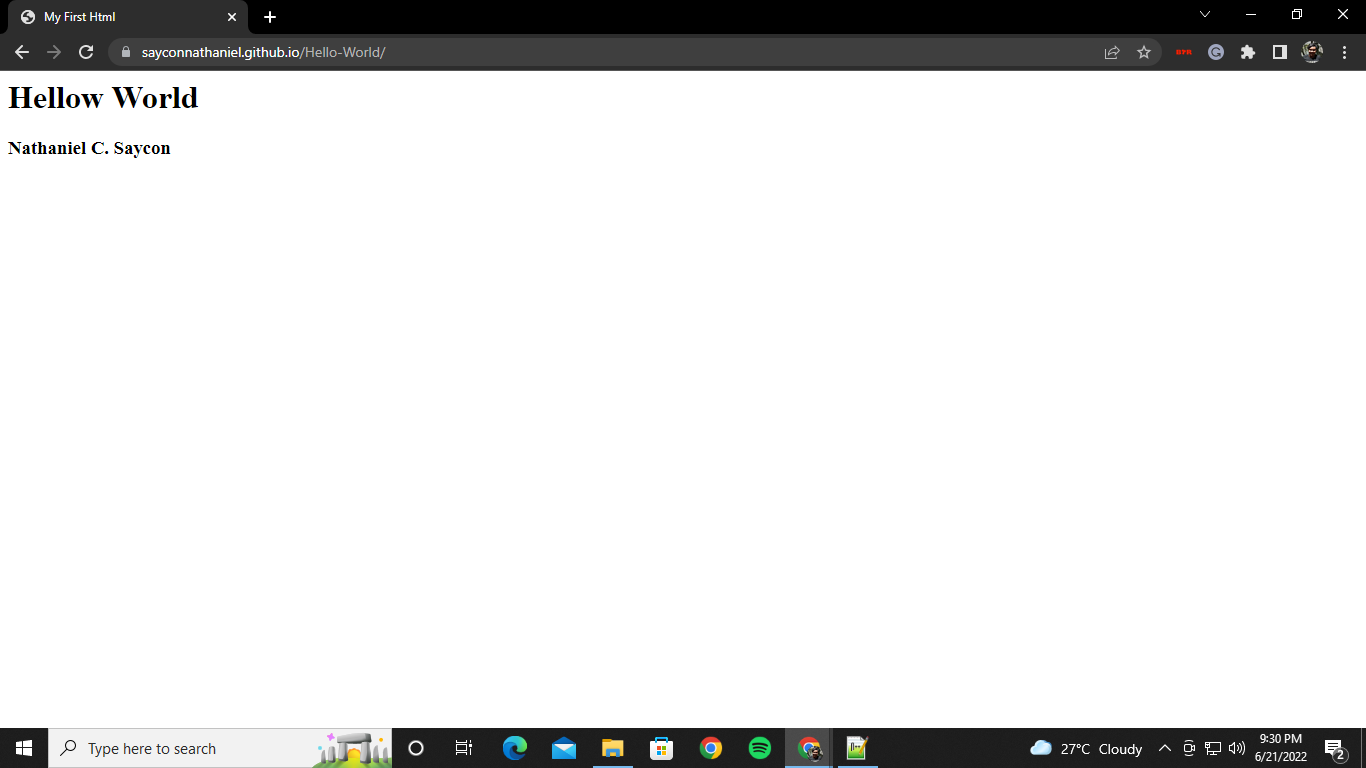 My First Html
sayconnathaniel.github.io/Hello-World/
Hellow World
Nathaniel C. Saycon
Type here to search
27°C Cloudy
9:30 PM
6/21/2022
2